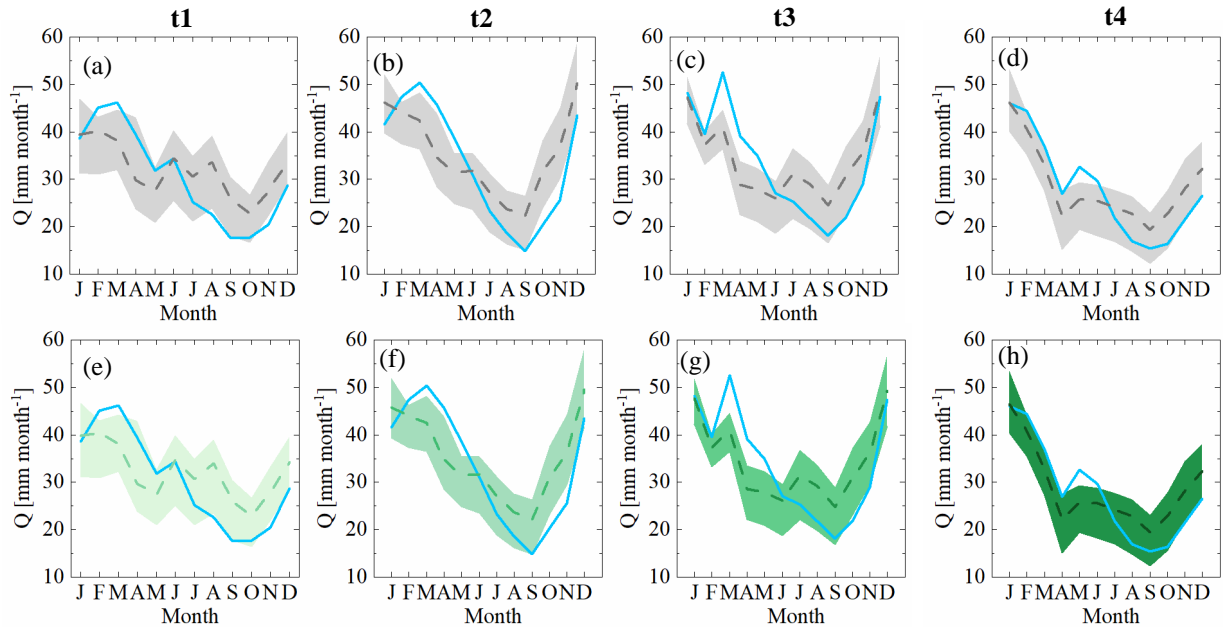 t1 t2 t3 t4
(a) (b) (c) (d)
60 60 60 60
50 50 50 50
40 40 40 40
30 30 30 30
20 20 20 20
10 10 10 10
Q [mm month-1] Q [mm month-1] Q [mm month-1] Q [mm month-1]
J F M A M J J A S O N D J F M A M J J A S O N D J F M A M J J A S O N D J F M A M J J A S O N D
Month Month Month Month
(e) (f) (g) (h)
60 60 60 60
50 50 50 50
40 40 40 40
30 30 30 30
20 20 20 20
10 10 10 10
Q [mm month-1] Q [mm month-1] Q [mm month-1] Q [mm month-1]
J F M A M J J A S O N D J F M A M J J A S O N D J F M A M J J A S O N D J F M A M J J A S O N D
Month Month Month Month